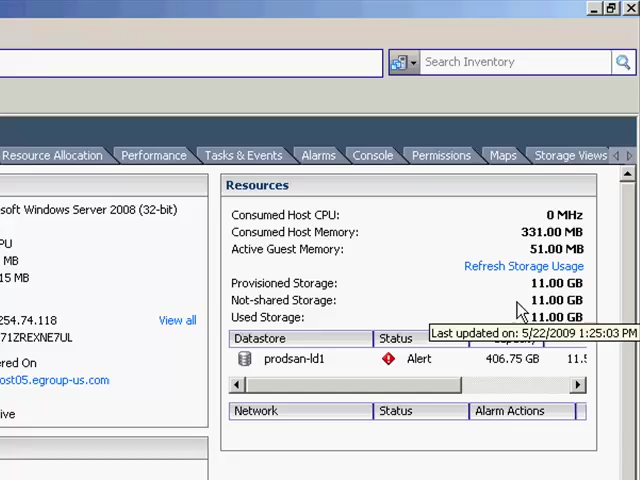 Search Inventory
Resource Allocation Performance Tasks & Events Alarms Console Permissions Maps Storage Views
Resources
osoft Windows Server 2008 (32-bit)
PU
MB
15 MB
254.74.118 View all
71ZREXNE7UL
ered On
ost05.egroup-us.com
ive
Consumed Host CPU: 0 MHz
Consumed Host Memory: 331.00 MB
Active Guest Memory: 51.00 MB
Refresh Storage Usage
Provisioned Storage: 11.00 GB
Not-shared Storage: 11.00 GB
Used Storage: 11.00 GB
Last updated on: 5/22/2009 1:25:03 PM
Datastore Status
prodsan-ld1 Alert 406.75 GB 11.5
Network Status Alarm Actions